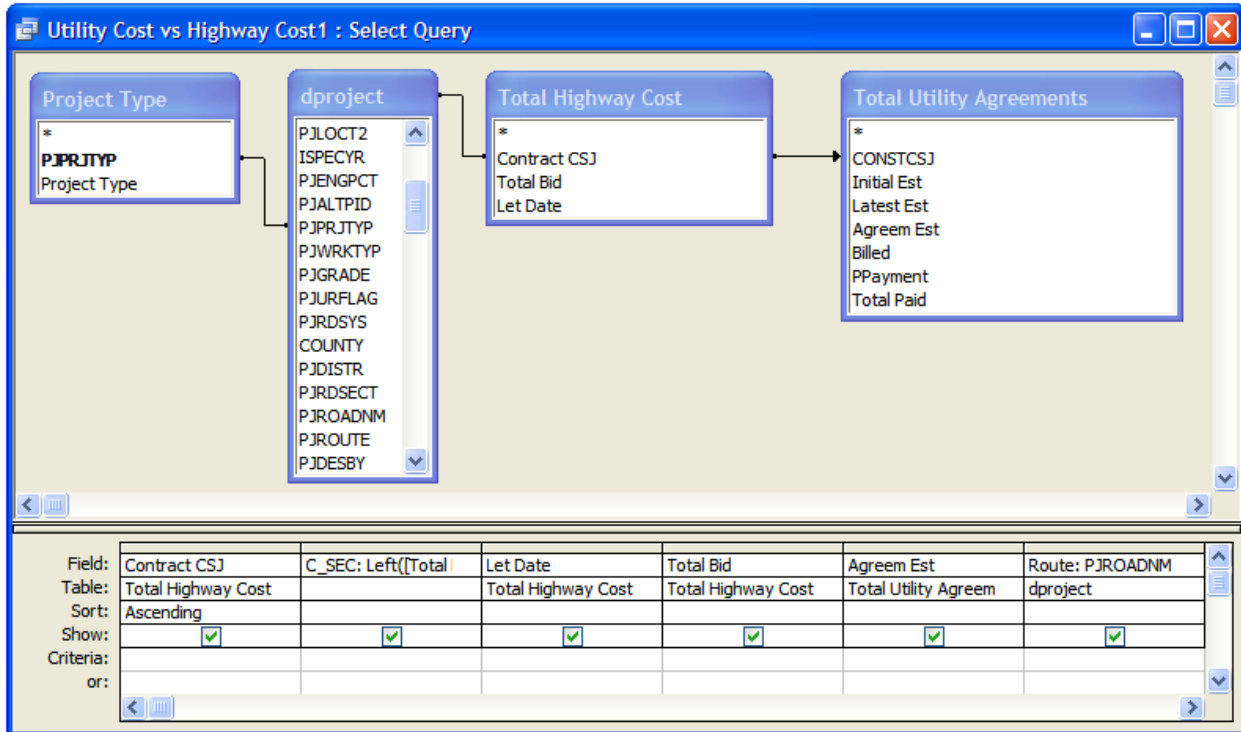 Utility Cost vs Highway Cost1 : Select Query
Project Type
*
PJPRJTYP
Project Type
dproject
PJLOCT2
ISPECYR
PJENGPCT
PJALTPID
PJPRJTYP
PJWRKTYP
PJGRADE
PJURFLAG
PJRDSYS
COUNTY
PJDISTR
PJRDSECT
PJROADNM
PJROUTE
PJDESBY
Total Highway Cost
*
Contract CSJ
Total Bid
Let Date
Total Utility Agreements
*
CONSTCSJ
Initial Est
Latest Est
Agreem Est
Billed
PPayment
Total Paid
Field: Contract CSJ C_SEC: Left([Total Let Date Total Bid Agreem Est Route: PJROADNM
Table: Total Highway Cost Total Highway Cost Total Highway Cost Total Utility Agreem dproject
Sort: Ascending
Show:
Criteria:
or: